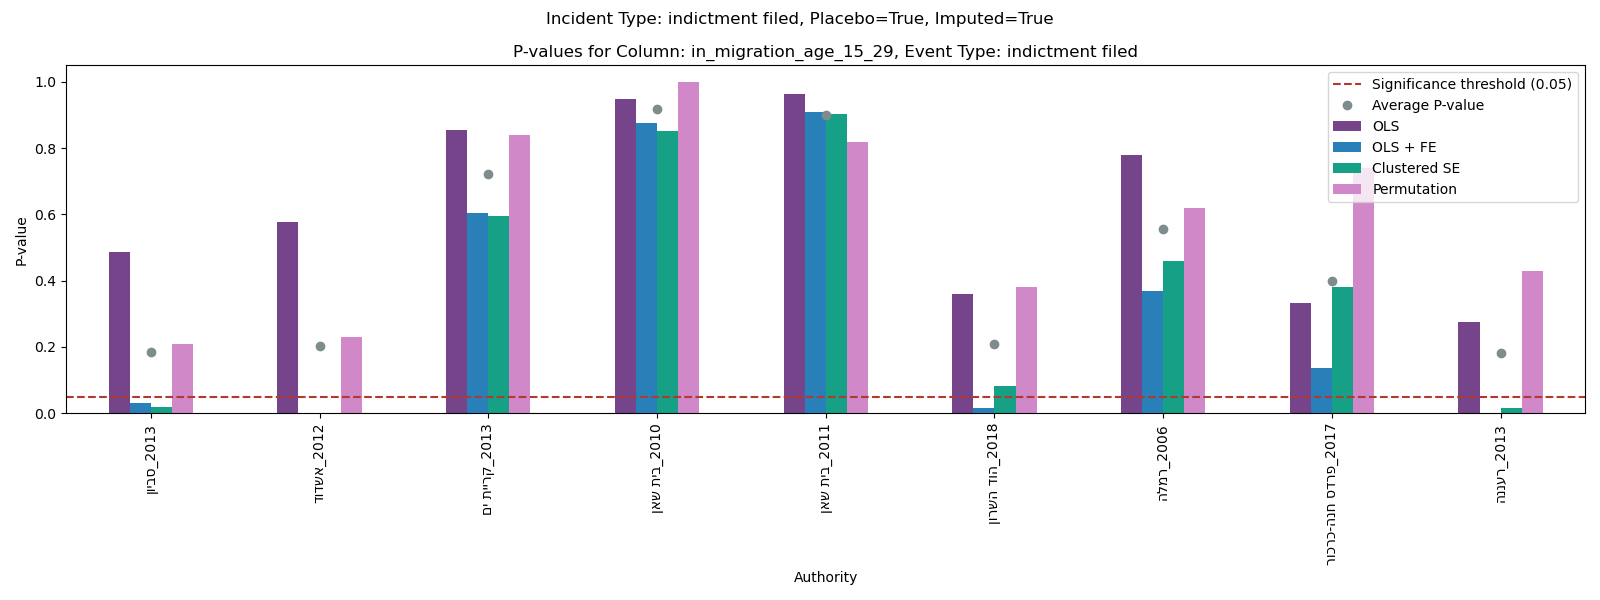 Incident Type: indictment filed, Placebo=True, Imputed=True
P-values for Column: in_migration_age_15_29, Event Type: indictment filed
Significance threshold (0.05)
Average P-value
OLS
OLS + FE
Clustered SE
Permutation
P-value
1.0
0.8
0.6
0.4
0.2
0.0
סביון_2013
אשדוד_2012
קריית ים_2013
בית שאן_2010
בית שאן_2011
הוד השרון_2018
רמלה_2006
פרדס חנה-כרכור_2017
רעננה_2013
Authority